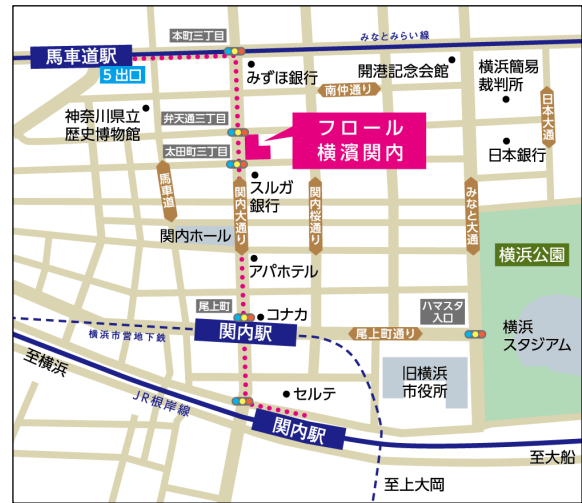 本町三丁目
みなとみらい線
馬車道駅
5出口
みずほ銀行
開港記念会館
横浜簡易
裁判所
南仲通り
日本大通
神奈川県立
歴史博物館
弁天通三丁目
フロール
横濱関内
太田町三丁目
日本銀行
馬車道
スルガ
銀行
関内大通り
関内桜通り
みなと大通
関内ホール
横浜公園
アパホテル
尾上町
コナカ
ハマスタ
入口
横浜市営地下鉄
関内駅
尾上町通り
横浜
スタジアム
至横浜
旧横浜
市役所
JR根岸線
セルテ
関内駅
至大船
至上大岡